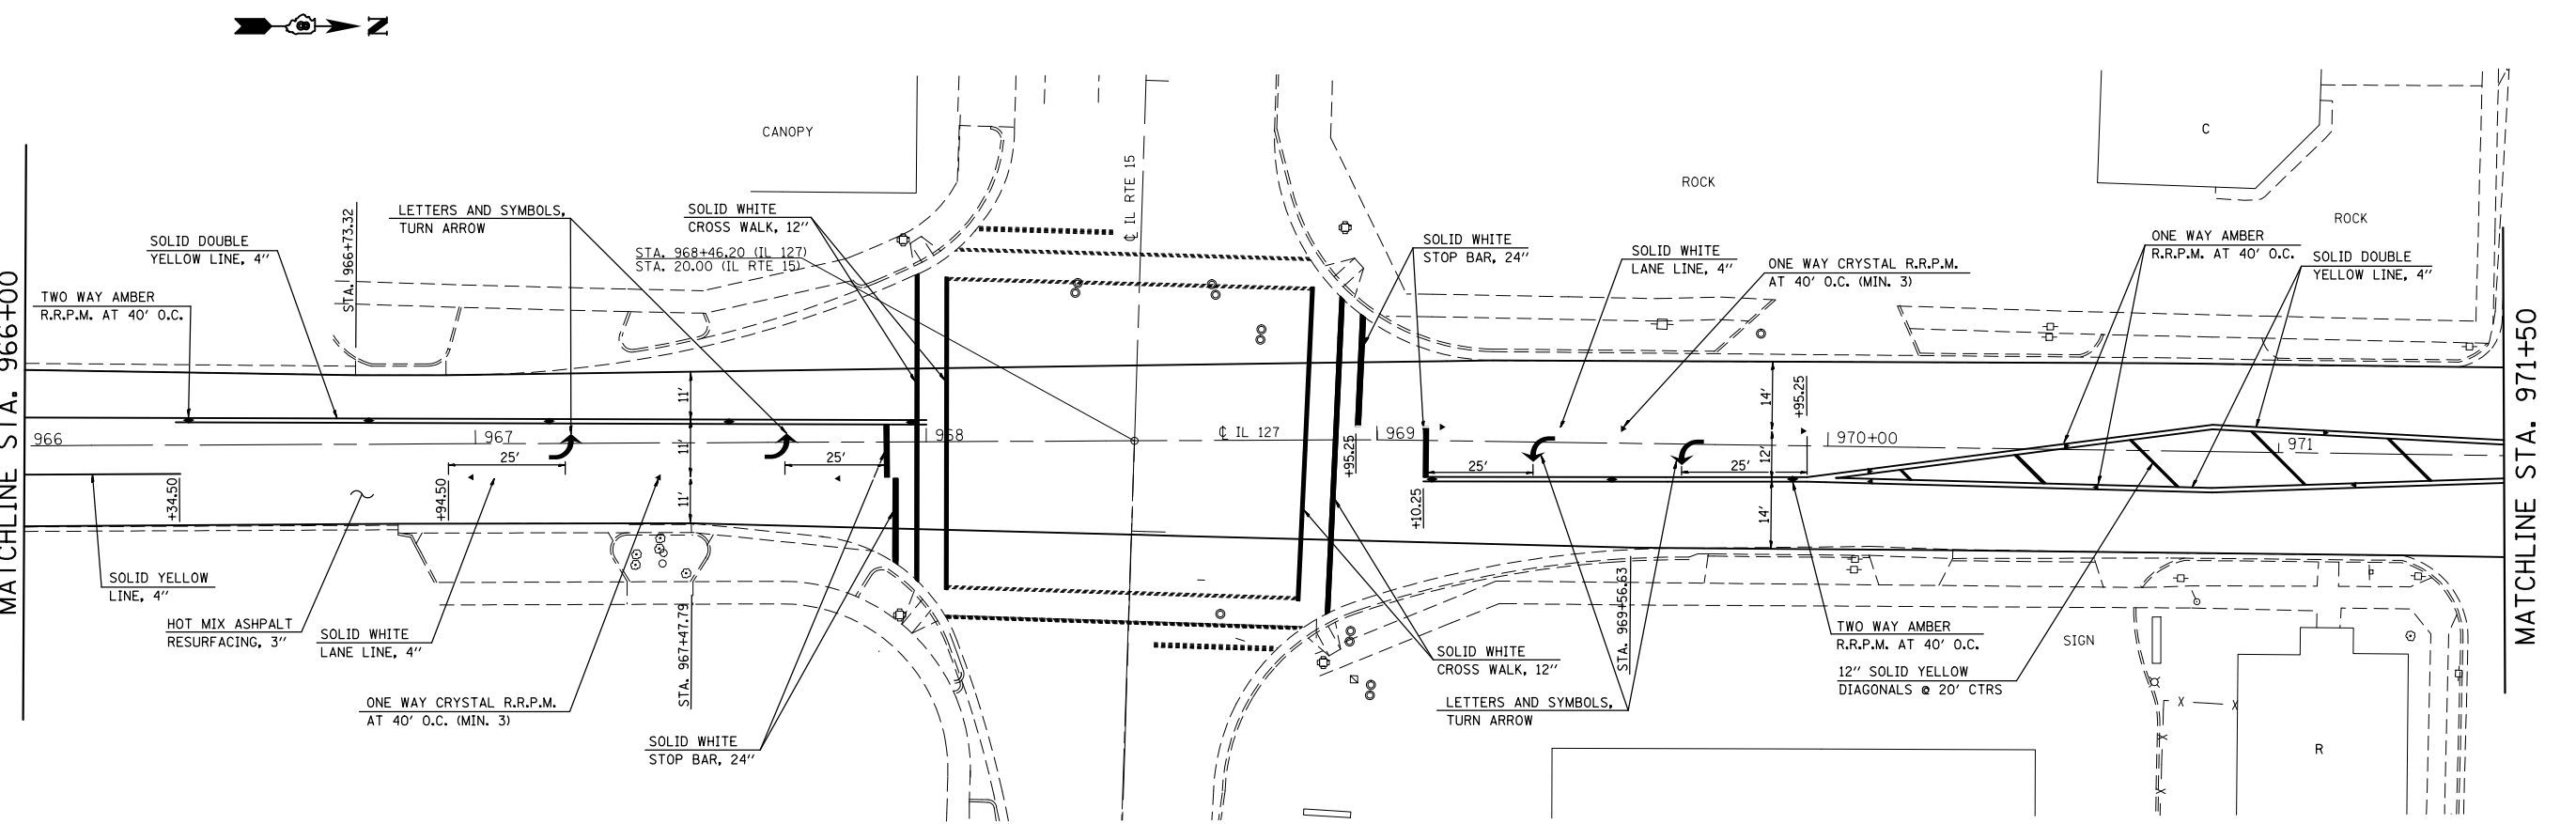 N
MATCHLINE STA. 966+00
MATCHLINE STA. 971+50
CANOPY
ROCK
C
ROCK
℄ IL RTE 15
STA. 966+73.32
LETTERS AND SYMBOLS,
TURN ARROW
SOLID WHITE
CROSS WALK, 12"
STA. 968+46.20 (IL 127)
STA. 20.00 (IL RTE 15)
SOLID DOUBLE
YELLOW LINE, 4"
TWO WAY AMBER
R.R.P.M. AT 40' O.C.
SOLID WHITE
STOP BAR, 24"
SOLID WHITE
LANE LINE, 4"
ONE WAY CRYSTAL R.R.P.M.
AT 40' O.C. (MIN. 3)
ONE WAY AMBER
R.R.P.M. AT 40' O.C.
SOLID DOUBLE
YELLOW LINE, 4"
11'
11'
11'
14'
12'
14'
+95.25
966
967
968
℄ IL 127
969
970+00
971
25'
25'
25'
25'
+34.50
+94.50
+95.25
+10.25
SOLID YELLOW
LINE, 4"
HOT MIX ASHPALT
RESURFACING, 3"
SOLID WHITE
LANE LINE, 4"
ONE WAY CRYSTAL R.R.P.M.
AT 40' O.C. (MIN. 3)
STA. 967+47.79
SOLID WHITE
STOP BAR, 24"
SOLID WHITE
CROSS WALK, 12"
LETTERS AND SYMBOLS,
TURN ARROW
STA. 969+56.63
TWO WAY AMBER
R.R.P.M. AT 40' O.C.
12" SOLID YELLOW
DIAGONALS @ 20' CTRS
SIGN
R